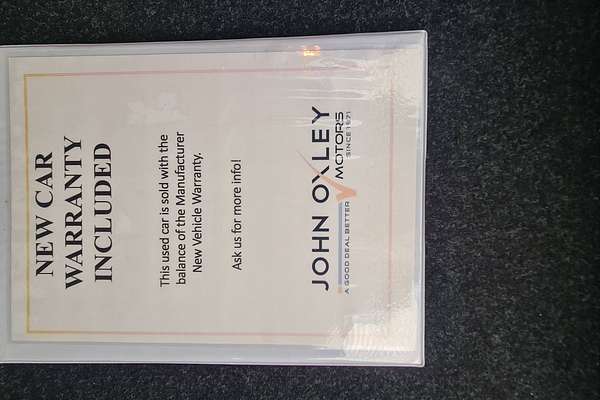 NEW CAR
WARRANTY
INCLUDED
This used car is sold with the
balance of the Manufacturer
New Vehicle Warranty.
Ask us for more info!
JOHN OXLEY
A GOOD DEAL BETTER MOTORS
SINCE 1971